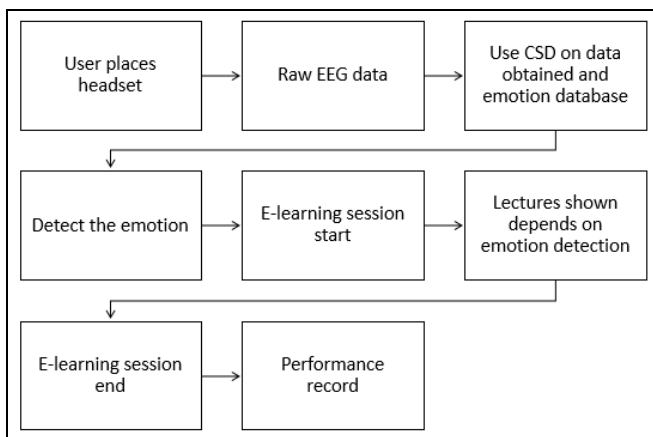 User places
headset
Raw EEG data
Use CSD on data
obtained and
emotion database
Detect the emotion
E-learning session
start
Lectures shown
depends on
emotion detection
E-learning session
end
Performance
record